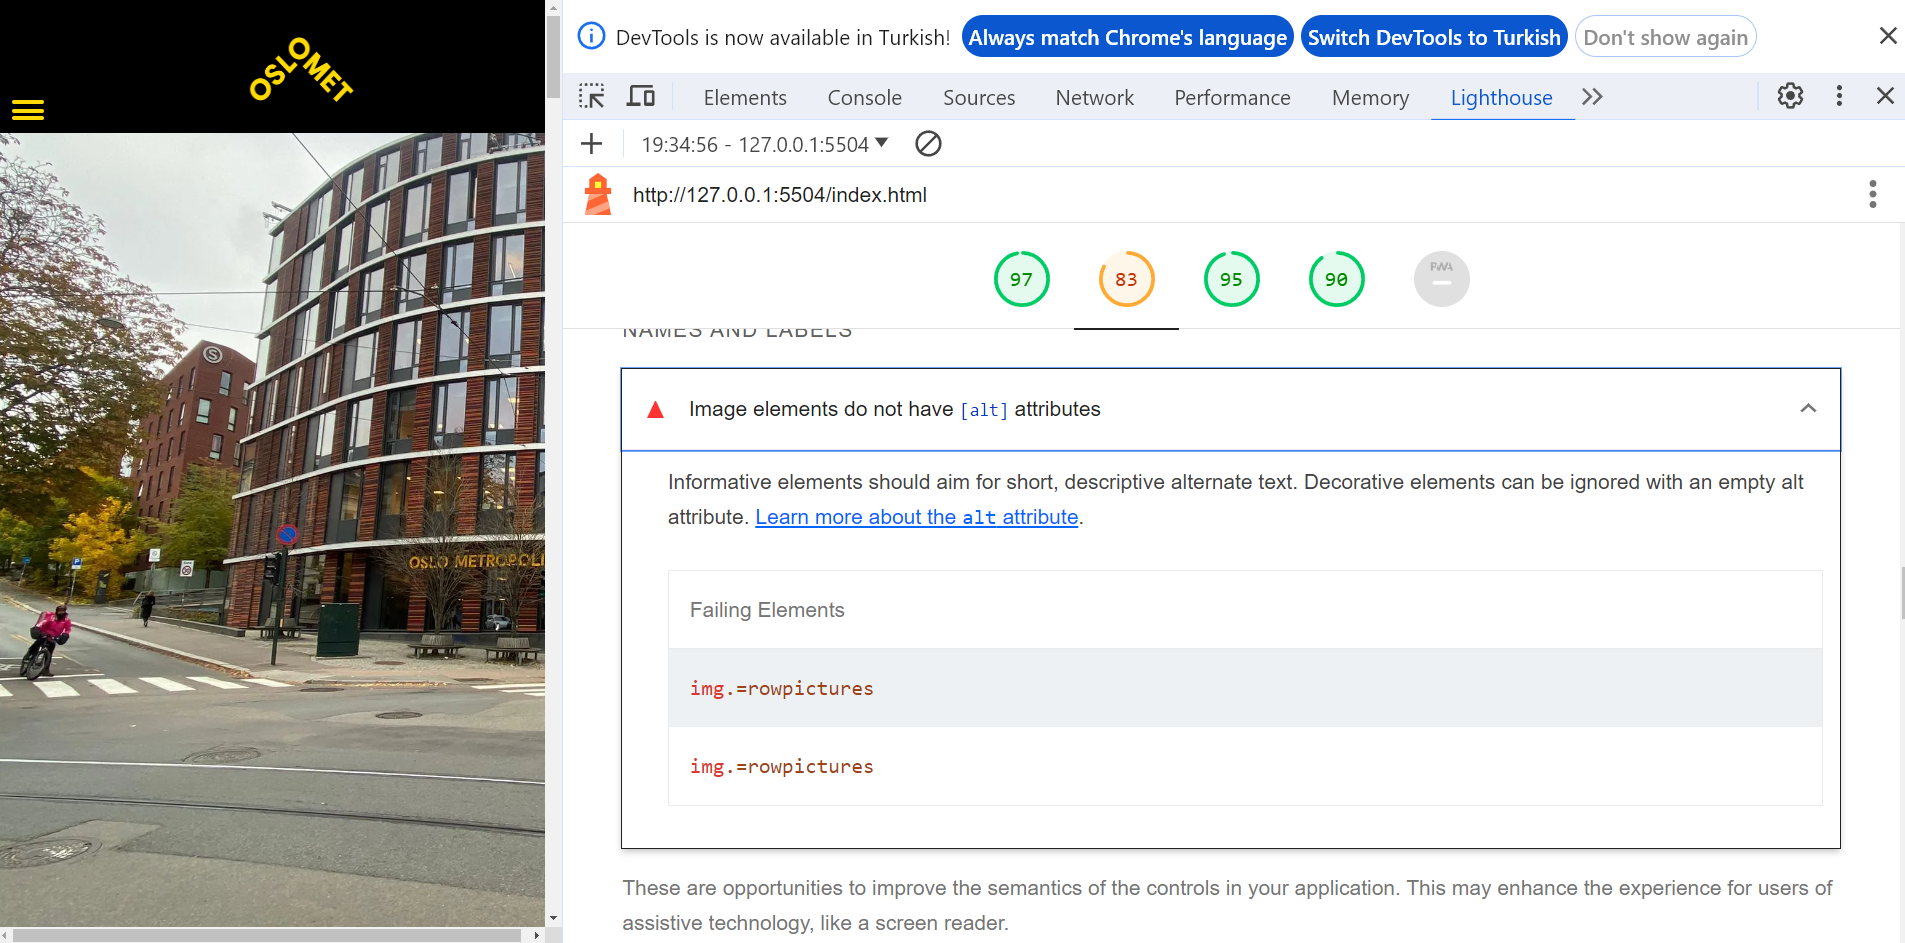 OSLOMET
S
P
OSLO METROPOLI
DevTools is now available in Turkish! Always match Chrome's language Switch DevTools to Turkish Don't show again
Elements Console Sources Network Performance Memory Lighthouse
19:34:56 - 127.0.0.1:5504
http://127.0.0.1:5504/index.html
97 83 95 90 PWA
NAMES AND LABELS
Image elements do not have [alt] attributes
Informative elements should aim for short, descriptive alternate text. Decorative elements can be ignored with an empty alt
attribute. Learn more about the alt attribute.
Failing Elements
img.=rowpictures
img.=rowpictures
These are opportunities to improve the semantics of the controls in your application. This may enhance the experience for users of
assistive technology, like a screen reader.